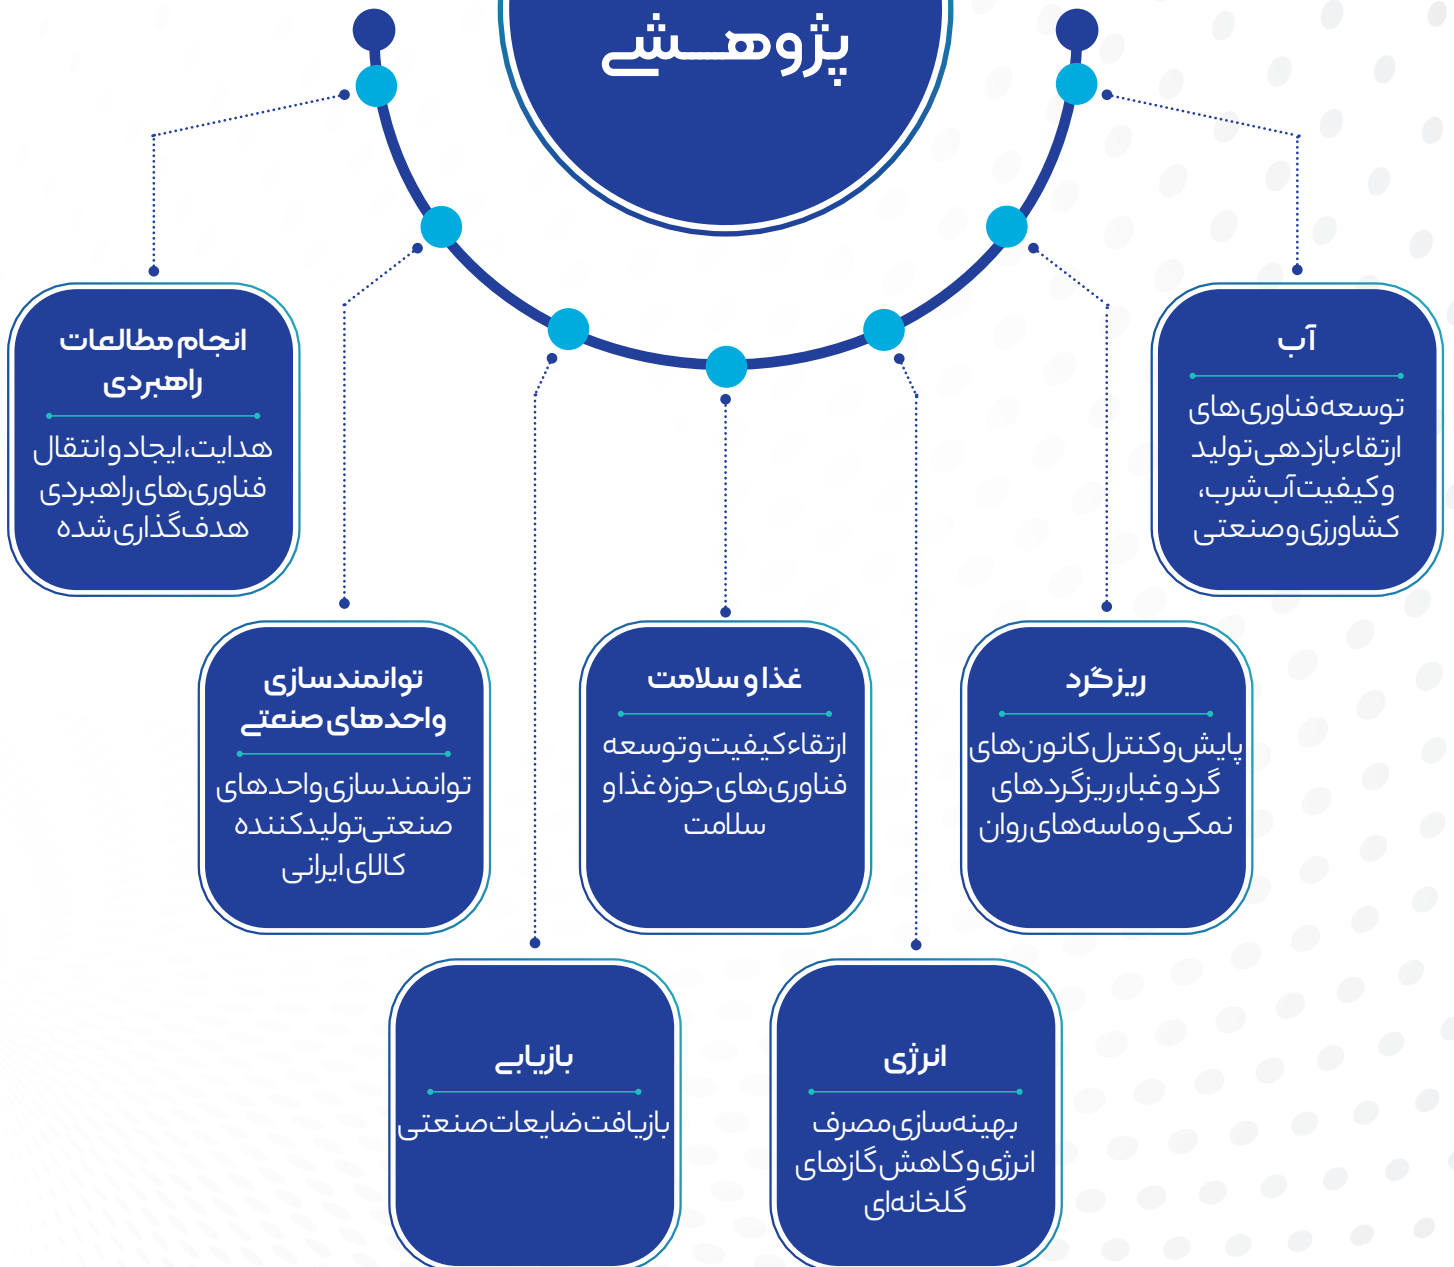 پژوهشی
آب
توسعه فناوری‌های
ارتقاء بازدهی تولید
و کیفیت آب شرب،
کشاورزی و صنعتی
ریزگرد
پایش و کنترل کانون‌های
گرد و غبار، ریزگردهای
نمکی و ماسه‌های روان
انرژی
بهینه‌سازی مصرف
انرژی و کاهش گازهای
گلخانه‌ای
غذا و سلامت
ارتقاء کیفیت و توسعه
فناوری‌های حوزه غذا و
سلامت
بازیابی
بازیافت ضایعات صنعتی
توانمندسازی
واحدهای صنعتی
توانمندسازی واحدهای
صنعتی تولیدکننده
کالای ایرانی
انجام مطالعات
راهبردی
هدایت، ایجاد و انتقال
فناوری‌های راهبردی
هدف‌گذاری شده